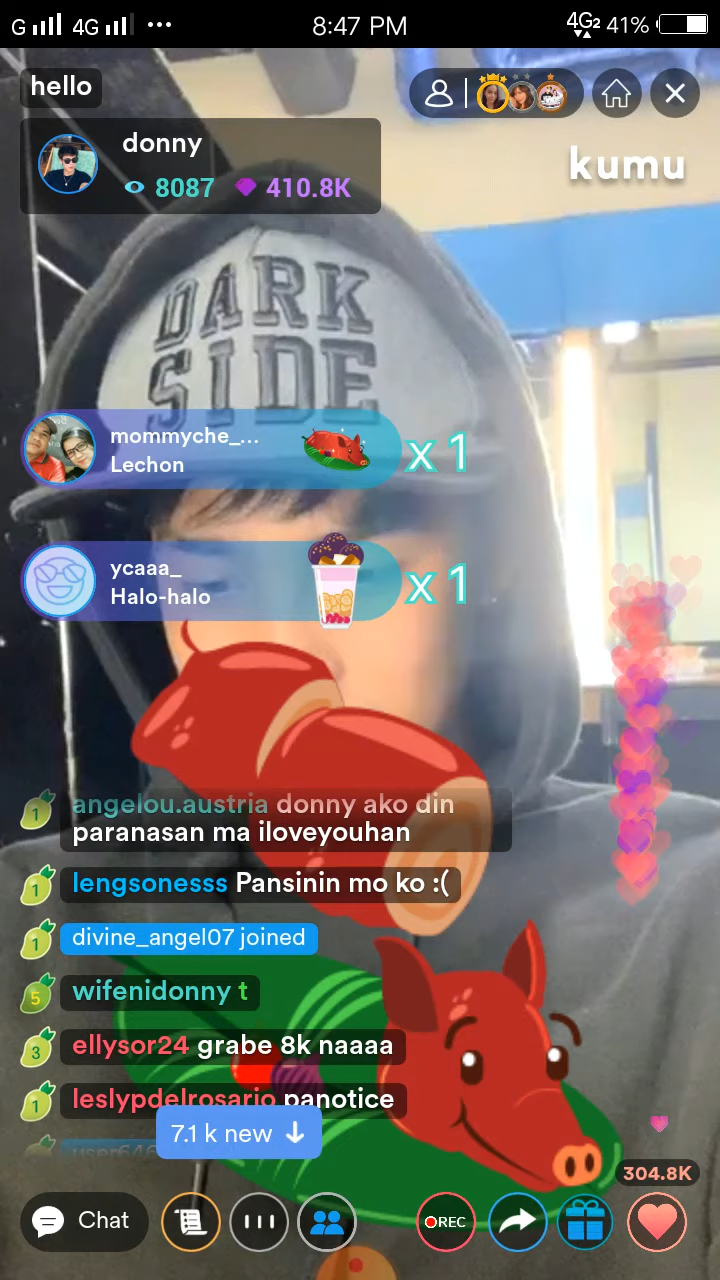 G 4G ••• 8:47 PM 4G2 41%
hello
donny
8087 410.8K
kumu
DARK
SIDE
mommyche_...
Lechon
x 1
ycaaa_
Halo-halo
x 1
1 angelou.austria donny ako din
paranasan ma iloveyouhan
1 lengsonesss Pansinin mo ko :(
1 divine_angel07 joined
5 wifenidonny t
3 ellysor24 grabe 8k naaaa
1 leslypdelrosario panotice
7.1 k new
304.8K
Chat
REC